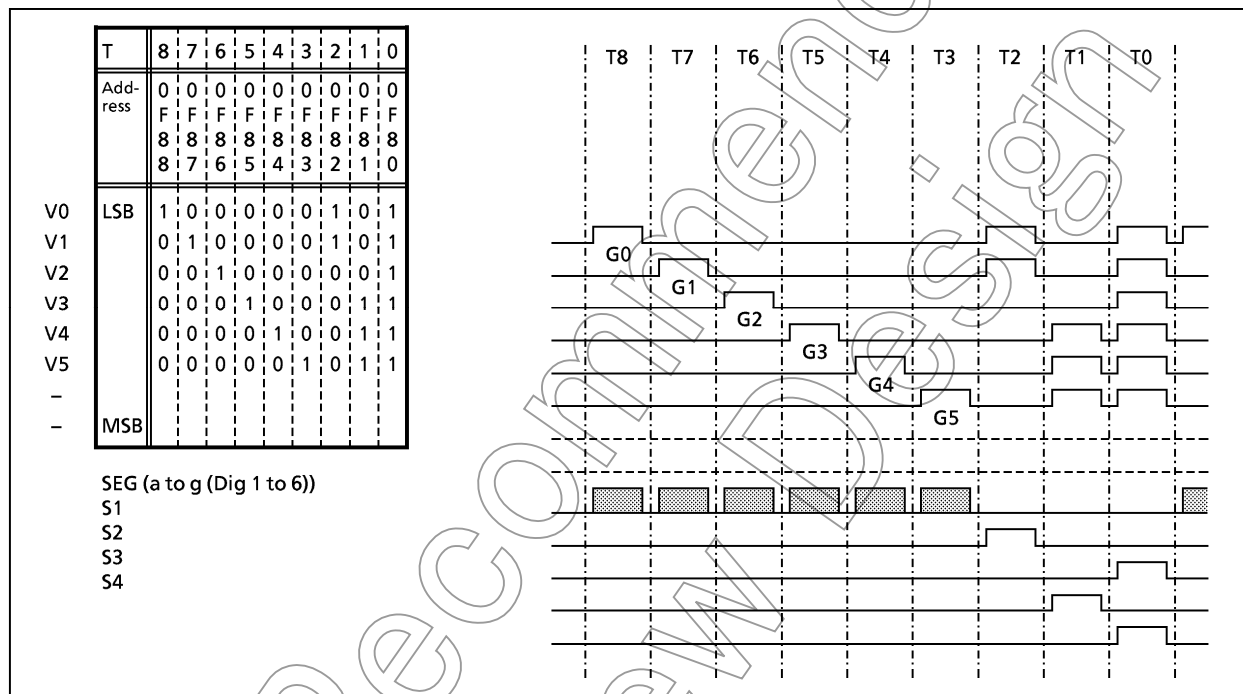 T 8 7 6 5 4 3 2 1 0
Add-
ress
0 0 0 0 0 0 0 0 0
F F F F F F F F F
8 8 8 8 8 8 8 8 8
8 7 6 5 4 3 2 1 0
V0 LSB 1 0 0 0 0 0 1 0 1
V1 0 1 0 0 0 0 1 0 1
V2 0 0 1 0 0 0 0 0 1
V3 0 0 0 1 0 0 0 1 1
V4 0 0 0 0 1 0 0 1 1
V5 0 0 0 0 0 1 0 1 1
–
– MSB
SEG (a to g (Dig 1 to 6))
S1
S2
S3
S4
T8 T7 T6 T5 T4 T3 T2 T1 T0
G0
G1
G2
G3
G4
G5
Recommend
Design